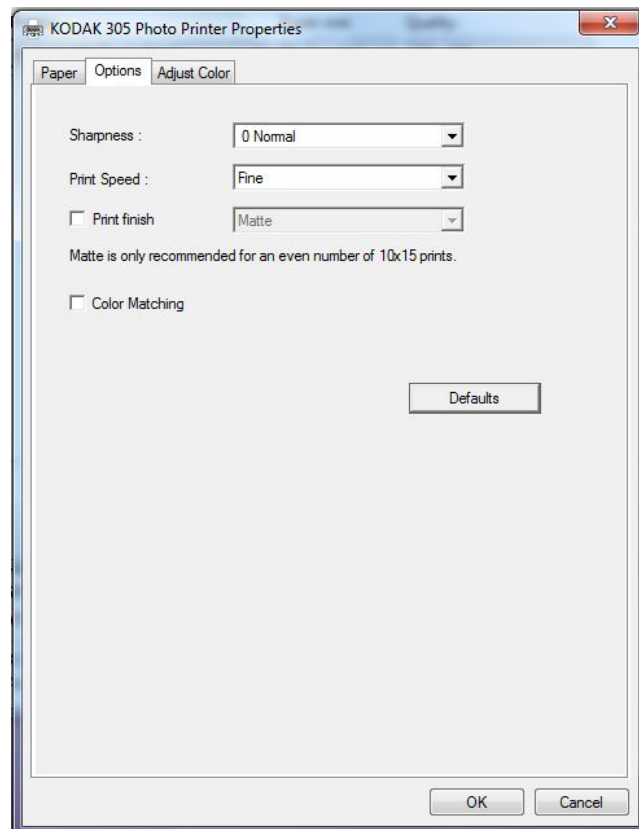 KODAK 305 Photo Printer Properties
Paper Options Adjust Color
Sharpness : 0 Normal
Print Speed : Fine
Print finish Matte
Matte is only recommended for an even number of 10x15 prints.
Color Matching
Defaults
OK Cancel